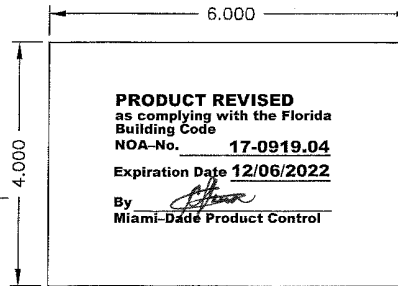 6.000
4.000
PRODUCT REVISED
as complying with the Florida
Building Code
NOA–No. 17-0919.04
Expiration Date 12/06/2022
By
Miami–Dade Product Control